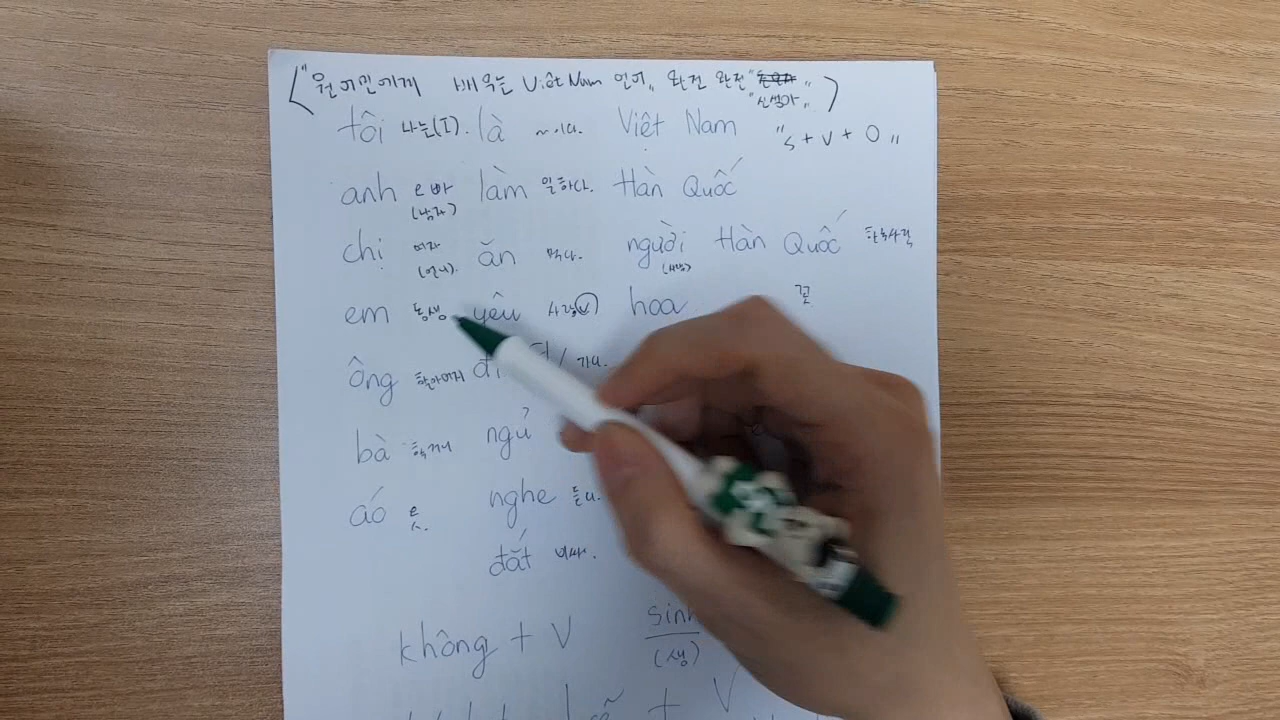 ("원어민에게 배우는 Việt Nam 언어" 완전 완전 "
"신썸아"
tôi 나는(I). là ~이다. Việt Nam "S + V + O"
anh 오빠 làm 일하다. Hàn Quốc
(남자)
chị 여자 ăn 먹다. người Hàn Quốc 한국사람
(언니). (사람)
em 동생 yêu 사랑(v) hoa 꽃
ông 할아버지 đi 가다.
bà 할머니 ngủ
áo 옷. nghe 듣다.
đắt 비싸.
không + V sinh
(생)
+ V